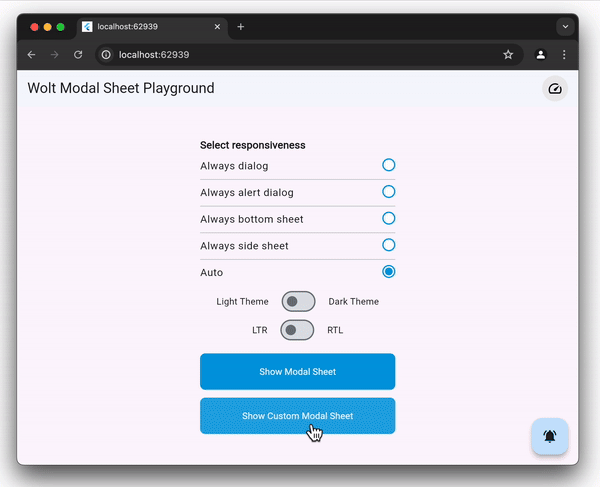 localhost:62939
localhost:62939
Wolt Modal Sheet Playground
Select responsiveness
Always dialog
Always alert dialog
Always bottom sheet
Always side sheet
Auto
Light Theme Dark Theme
LTR RTL
Show Modal Sheet
Show Custom Modal Sheet